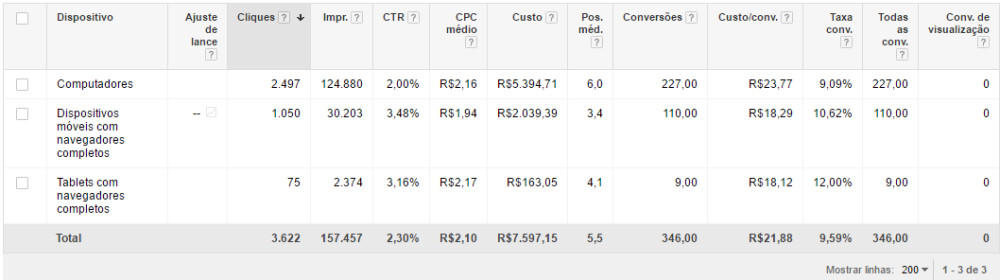 Dispositivo Ajuste de lance ? Cliques ? ↓ Impr. ? CTR ? CPC médio ? Custo ? Pos. méd. ? Conversões ? Custo/conv. ? Taxa conv. ? Todas as conv. ? Conv. de visualização ?
Computadores 2.497 124.880 2,00% R$2,16 R$5.394,71 6,0 227,00 R$23,77 9,09% 227,00 0
Dispositivos móveis com navegadores completos -- 1.050 30.203 3,48% R$1,94 R$2.039,39 3,4 110,00 R$18,29 10,62% 110,00 0
Tablets com navegadores completos 75 2.374 3,16% R$2,17 R$163,05 4,1 9,00 R$18,12 12,00% 9,00 0
Total 3.622 157.457 2,30% R$2,10 R$7.597,15 5,5 346,00 R$21,88 9,59% 346,00 0
Mostrar linhas: 200 1 - 3 de 3